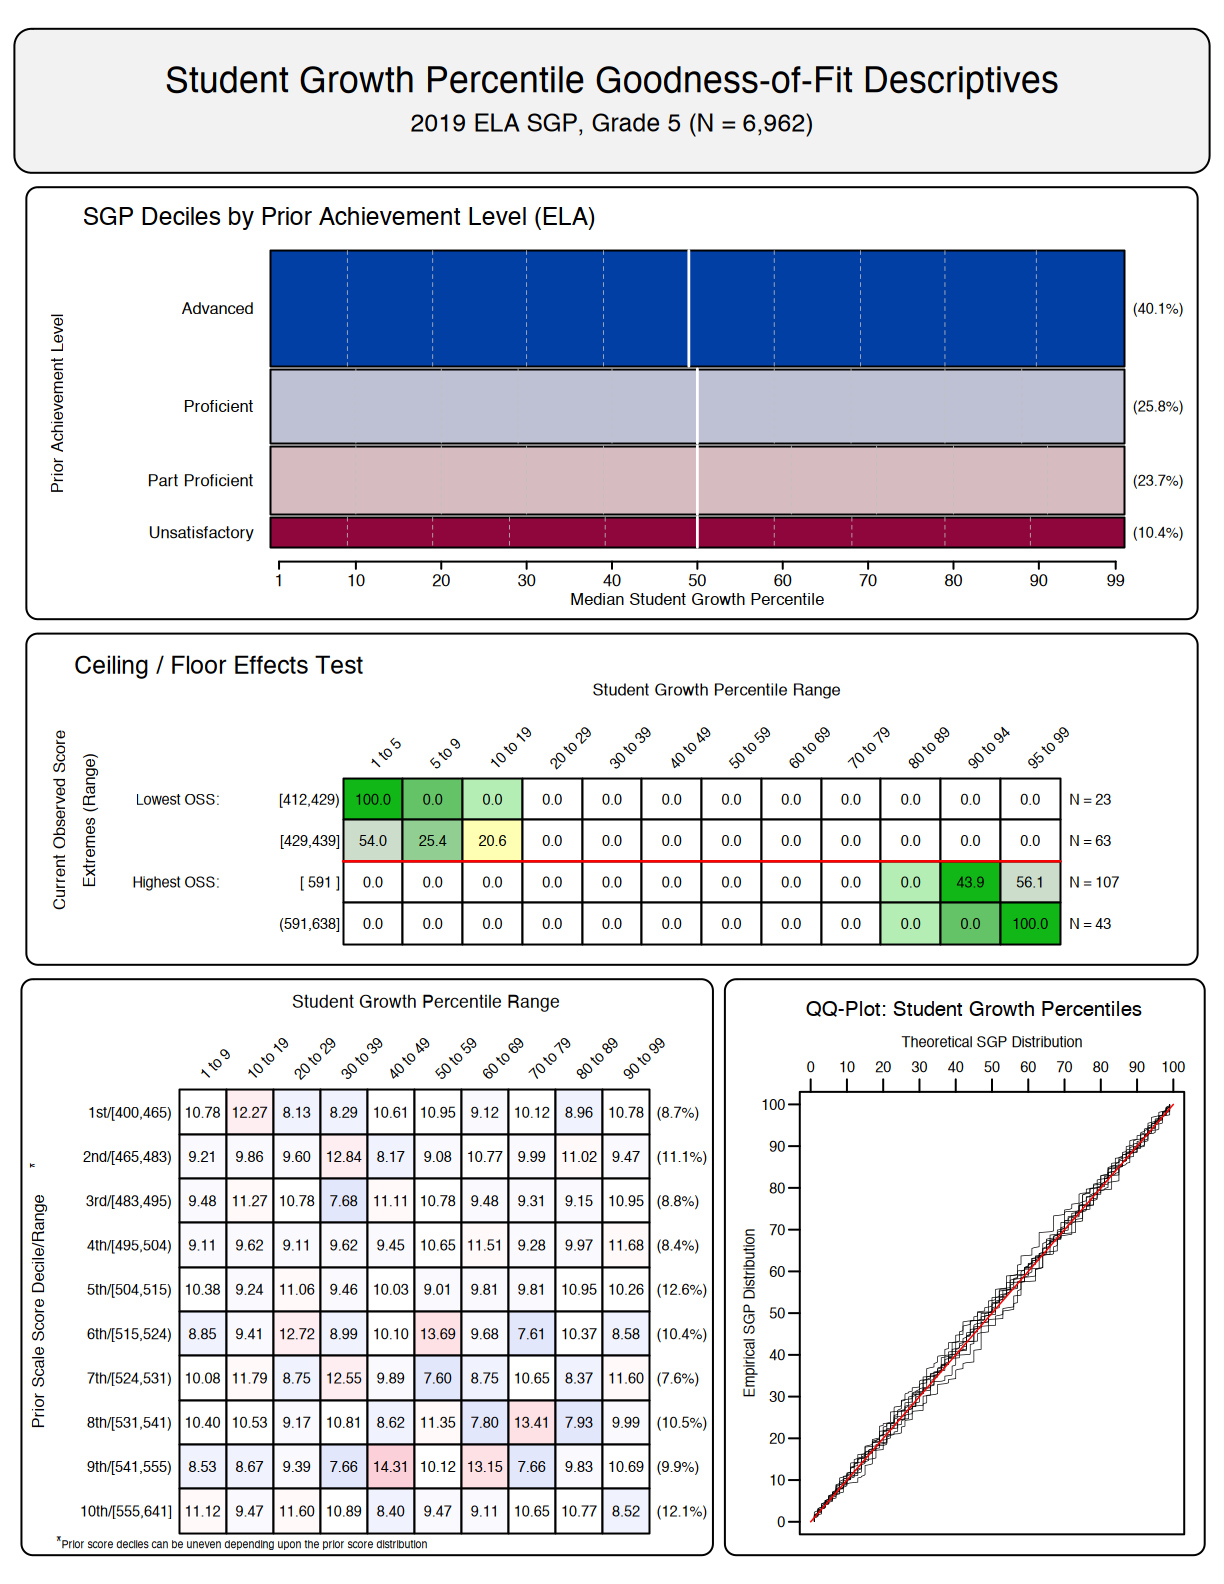 Student Growth Percentile Goodness-of-Fit Descriptives
2019 ELA SGP, Grade 5 (N = 6,962)
SGP Deciles by Prior Achievement Level (ELA)
Prior Achievement Level
Advanced (40.1%)
Proficient (25.8%)
Part Proficient (23.7%)
Unsatisfactory (10.4%)
1 10 20 30 40 50 60 70 80 90 99
Median Student Growth Percentile
Ceiling / Floor Effects Test
Student Growth Percentile Range
Current Observed Score
Extremes (Range)
1 to 5 5 to 9 10 to 19 20 to 29 30 to 39 40 to 49 50 to 59 60 to 69 70 to 79 80 to 89 90 to 94 95 to 99
Lowest OSS: [412,429) 100.0 0.0 0.0 0.0 0.0 0.0 0.0 0.0 0.0 0.0 0.0 0.0 N = 23
[429,439] 54.0 25.4 20.6 0.0 0.0 0.0 0.0 0.0 0.0 0.0 0.0 0.0 N = 63
Highest OSS: [ 591 ] 0.0 0.0 0.0 0.0 0.0 0.0 0.0 0.0 0.0 0.0 43.9 56.1 N = 107
(591,638] 0.0 0.0 0.0 0.0 0.0 0.0 0.0 0.0 0.0 0.0 0.0 100.0 N = 43
Student Growth Percentile Range
Prior Scale Score Decile/Range *
1 to 9 10 to 19 20 to 29 30 to 39 40 to 49 50 to 59 60 to 69 70 to 79 80 to 89 90 to 99
1st/[400,465) 10.78 12.27 8.13 8.29 10.61 10.95 9.12 10.12 8.96 10.78 (8.7%)
2nd/[465,483) 9.21 9.86 9.60 12.84 8.17 9.08 10.77 9.99 11.02 9.47 (11.1%)
3rd/[483,495) 9.48 11.27 10.78 7.68 11.11 10.78 9.48 9.31 9.15 10.95 (8.8%)
4th/[495,504) 9.11 9.62 9.11 9.62 9.45 10.65 11.51 9.28 9.97 11.68 (8.4%)
5th/[504,515) 10.38 9.24 11.06 9.46 10.03 9.01 9.81 9.81 10.95 10.26 (12.6%)
6th/[515,524) 8.85 9.41 12.72 8.99 10.10 13.69 9.68 7.61 10.37 8.58 (10.4%)
7th/[524,531) 10.08 11.79 8.75 12.55 9.89 7.60 8.75 10.65 8.37 11.60 (7.6%)
8th/[531,541) 10.40 10.53 9.17 10.81 8.62 11.35 7.80 13.41 7.93 9.99 (10.5%)
9th/[541,555) 8.53 8.67 9.39 7.66 14.31 10.12 13.15 7.66 9.83 10.69 (9.9%)
10th/[555,641] 11.12 9.47 11.60 10.89 8.40 9.47 9.11 10.65 10.77 8.52 (12.1%)
*Prior score deciles can be uneven depending upon the prior score distribution
QQ-Plot: Student Growth Percentiles
Theoretical SGP Distribution
0 10 20 30 40 50 60 70 80 90 100
Empirical SGP Distribution
100
90
80
70
60
50
40
30
20
10
0